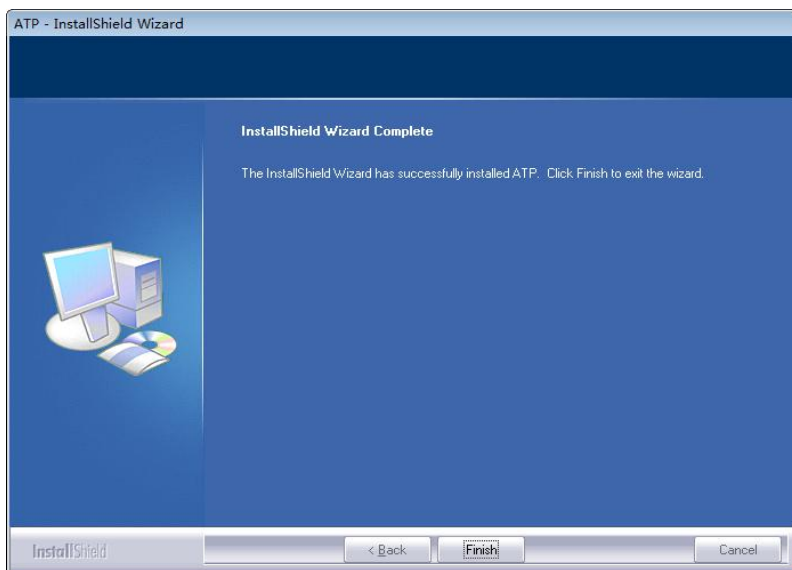 ATP - InstallShield Wizard
InstallShield Wizard Complete
The InstallShield Wizard has successfully installed ATP. Click Finish to exit the wizard.
InstallShield
< Back
Finish
Cancel